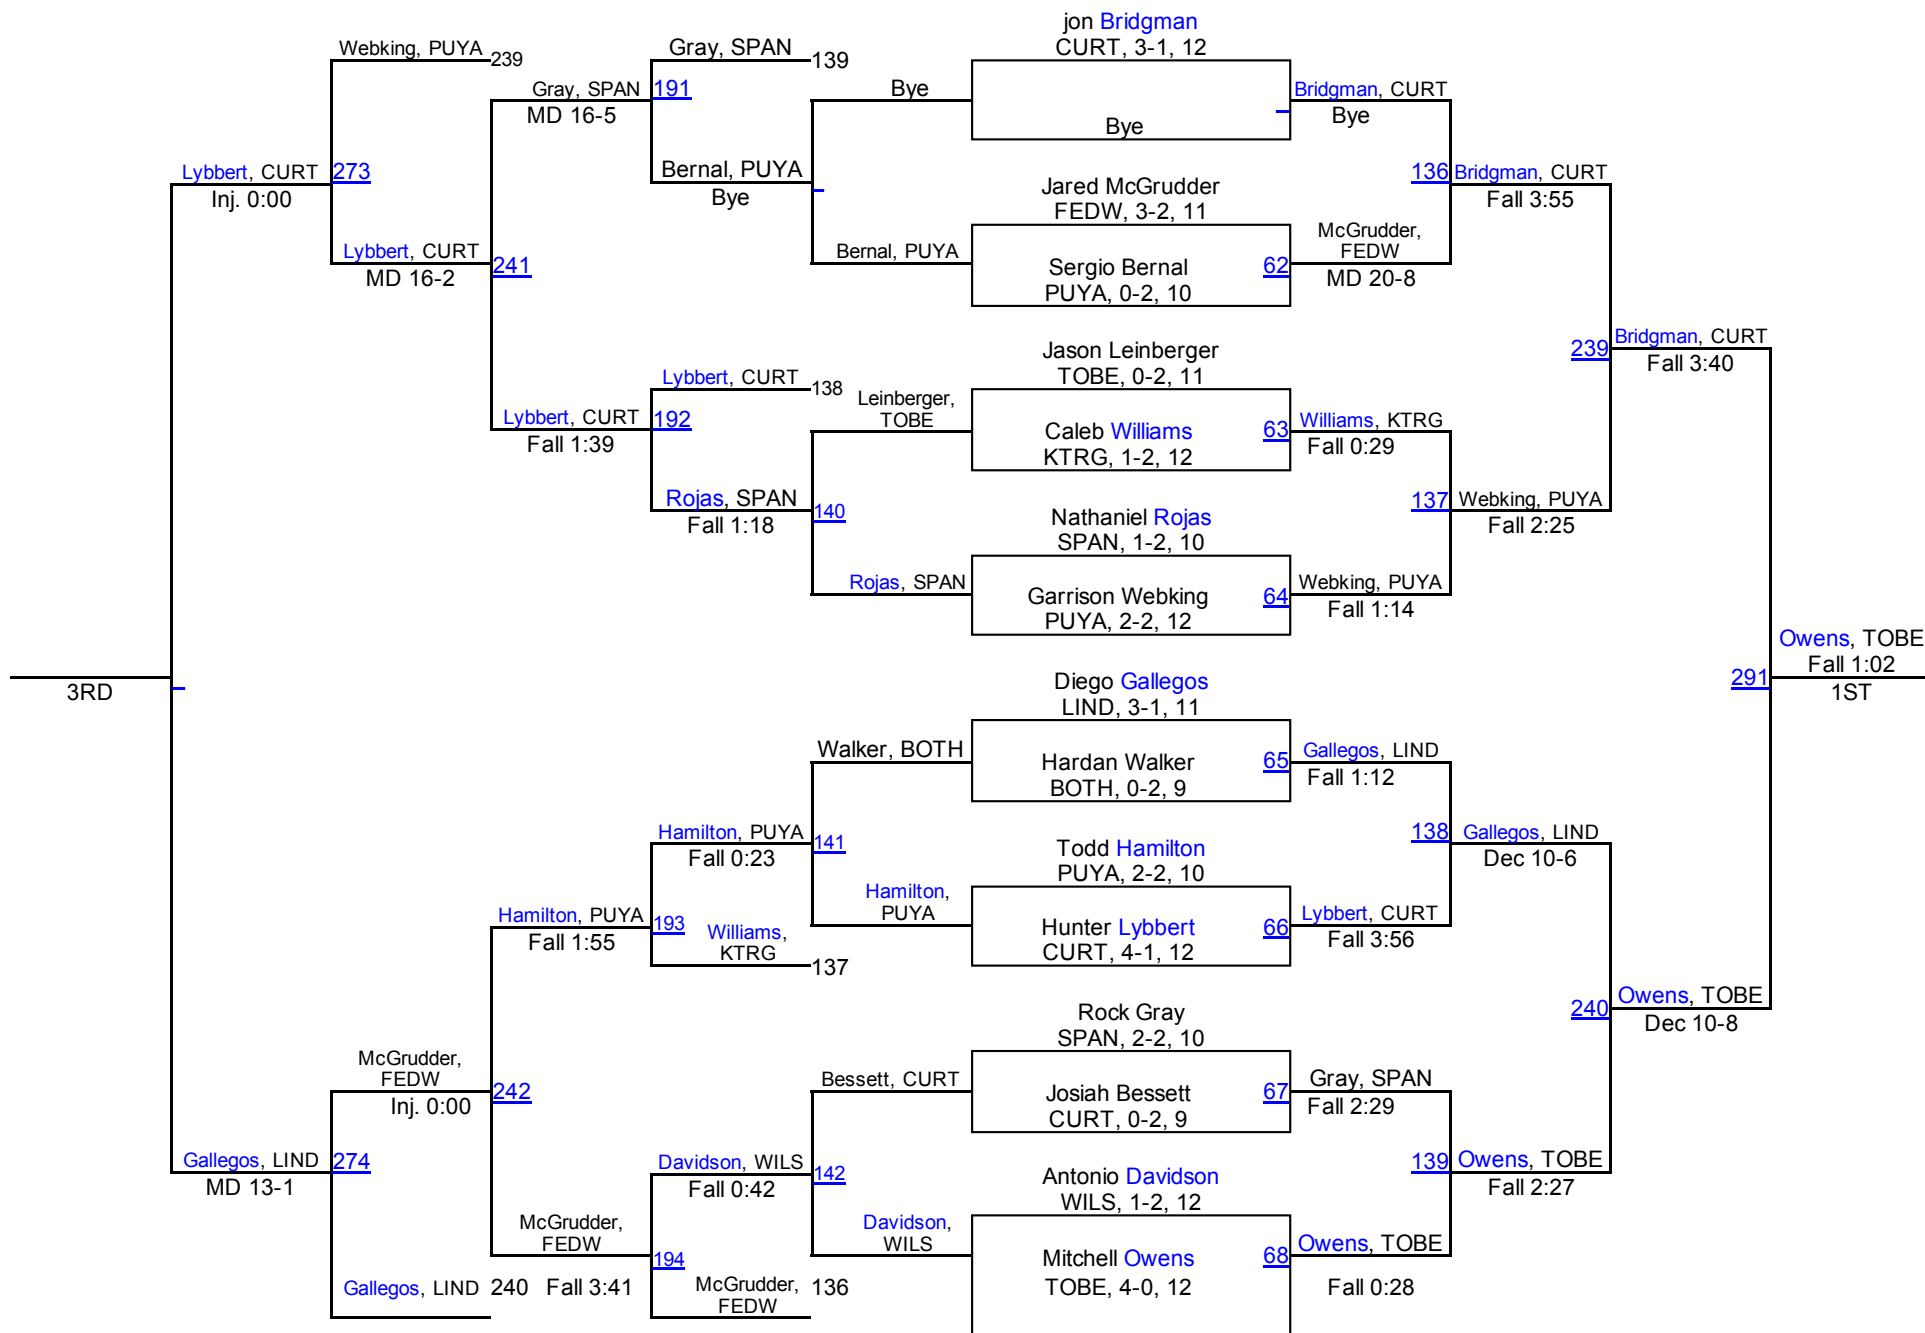 jon Bridgman
CURT, 3-1, 12
Bye
Jared McGrudder
FEDW, 3-2, 11
Sergio Bernal
PUYA, 0-2, 10
62
Jason Leinberger
TOBE, 0-2, 11
Caleb Williams
KTRG, 1-2, 12
63
Nathaniel Rojas
SPAN, 1-2, 10
Garrison Webking
PUYA, 2-2, 12
64
Diego Gallegos
LIND, 3-1, 11
Hardan Walker
BOTH, 0-2, 9
65
Todd Hamilton
PUYA, 2-2, 10
Hunter Lybbert
CURT, 4-1, 12
66
Rock Gray
SPAN, 2-2, 10
Josiah Bessett
CURT, 0-2, 9
67
Antonio Davidson
WILS, 1-2, 12
Mitchell Owens
TOBE, 4-0, 12
68
Bridgman, CURT
Bye
136
McGrudder,
FEDW
MD 20-8
Williams, KTRG
Fall 0:29
137
Webking, PUYA
Fall 1:14
Gallegos, LIND
Fall 1:12
138
Lybbert, CURT
Fall 3:56
Gray, SPAN
Fall 2:29
139
Owens, TOBE
Fall 0:28
Bridgman, CURT
Fall 3:55
239
Webking, PUYA
Fall 2:25
Gallegos, LIND
Dec 10-6
240
Owens, TOBE
Fall 2:27
Bridgman, CURT
Fall 3:40
291
Owens, TOBE
Dec 10-8
Owens, TOBE
Fall 1:02
1ST
Bye
Bernal, PUYA
Leinberger,
TOBE
140
Rojas, SPAN
Walker, BOTH
141
Hamilton,
PUYA
Bessett, CURT
142
Davidson,
WILS
Gray, SPAN
139
191
Bernal, PUYA
Bye
Lybbert, CURT
138
192
Rojas, SPAN
Fall 1:18
Hamilton, PUYA
Fall 0:23
193
Williams,
KTRG
137
Davidson, WILS
Fall 0:42
194
McGrudder,
FEDW
136
Gray, SPAN
MD 16-5
241
Lybbert, CURT
Fall 1:39
Hamilton, PUYA
Fall 1:55
242
McGrudder,
FEDW
Fall 3:41
Webking, PUYA
239
273
Lybbert, CURT
MD 16-2
McGrudder,
FEDW
Inj. 0:00
274
Gallegos, LIND
240
Lybbert, CURT
Inj. 0:00
Gallegos, LIND
MD 13-1
3RD